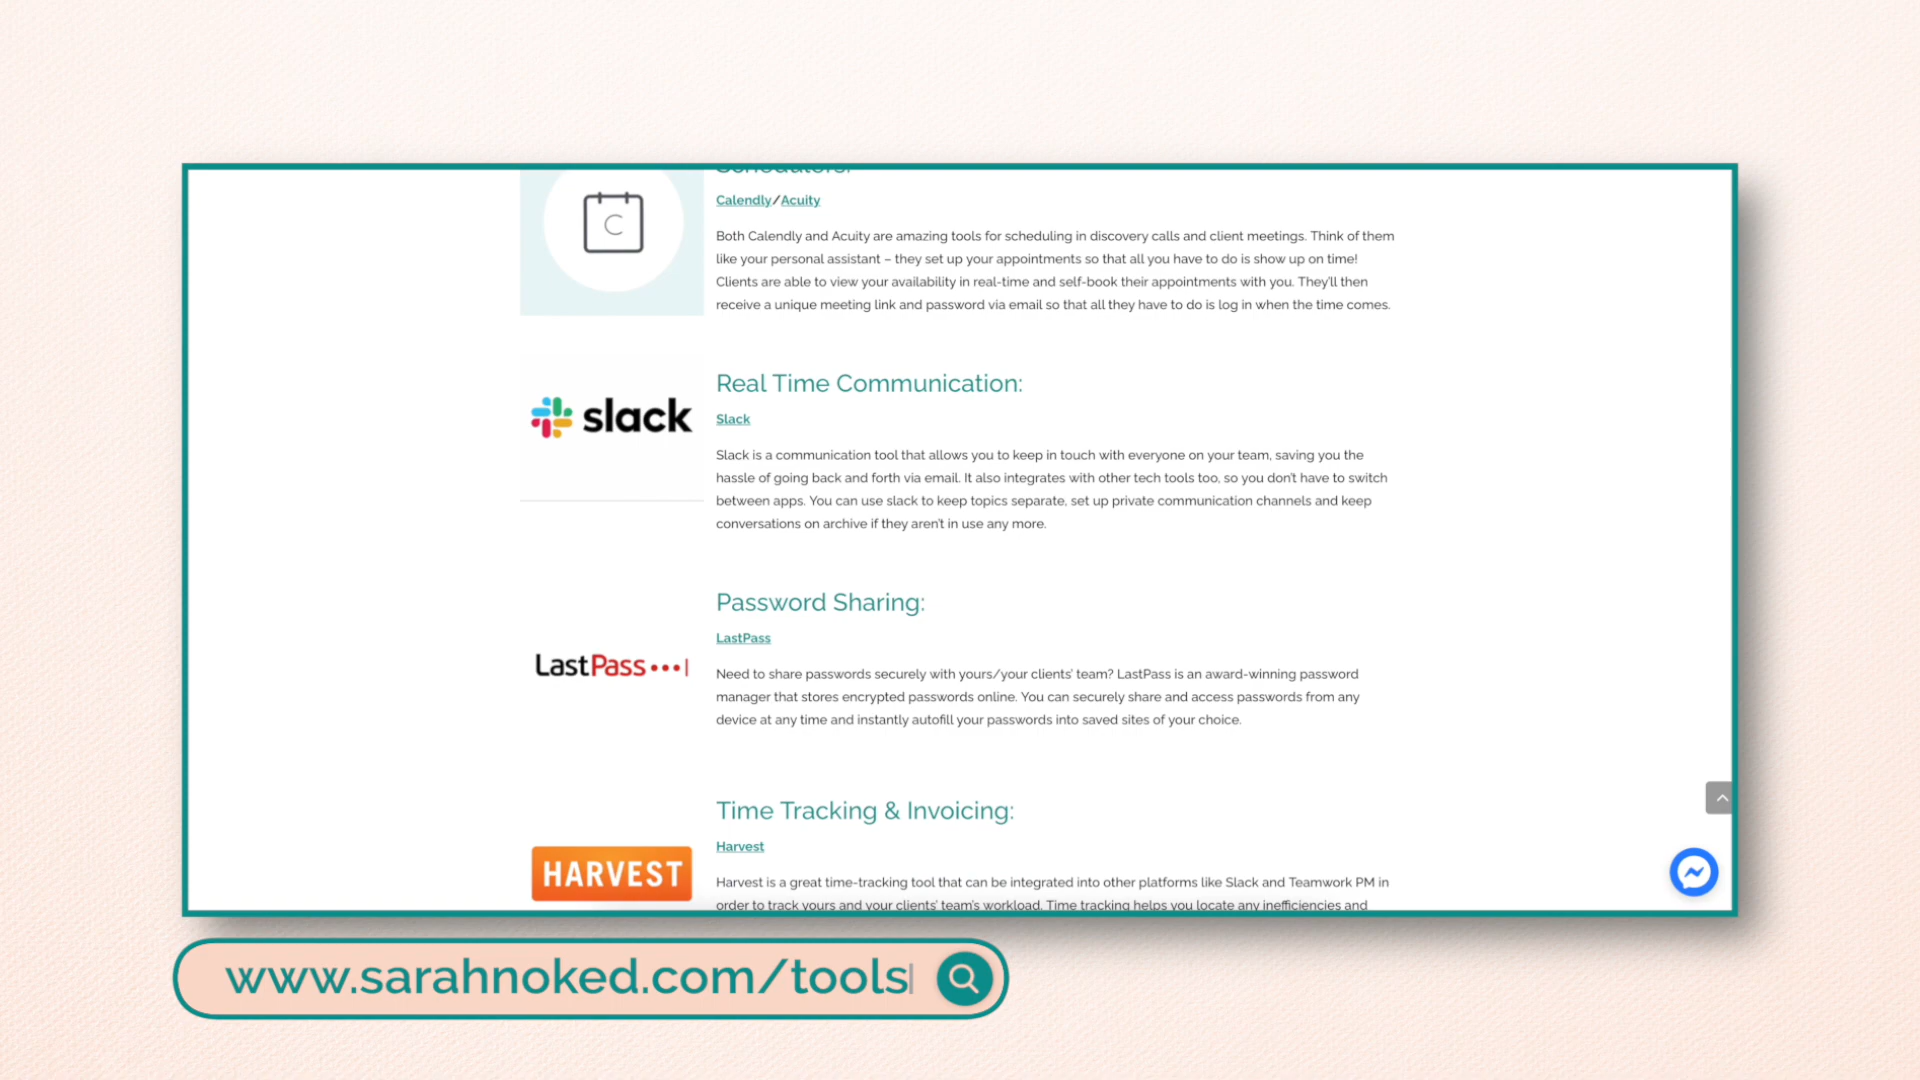 Schedulers:
Calendly/Acuity
C
Both Calendly and Acuity are amazing tools for scheduling in discovery calls and client meetings. Think of them
like your personal assistant – they set up your appointments so that all you have to do is show up on time!
Clients are able to view your availability in real-time and self-book their appointments with you. They'll then
receive a unique meeting link and password via email so that all they have to do is log in when the time comes.
Real Time Communication:
slack
Slack
Slack is a communication tool that allows you to keep in touch with everyone on your team, saving you the
hassle of going back and forth via email. It also integrates with other tech tools too, so you don't have to switch
between apps. You can use slack to keep topics separate, set up private communication channels and keep
conversations on archive if they aren't in use any more.
Password Sharing:
LastPass
LastPass
Need to share passwords securely with yours/your clients' team? LastPass is an award-winning password
manager that stores encrypted passwords online. You can securely share and access passwords from any
device at any time and instantly autofill your passwords into saved sites of your choice.
Time Tracking & Invoicing:
Harvest
HARVEST
Harvest is a great time-tracking tool that can be integrated into other platforms like Slack and Teamwork PM in
order to track yours and your clients' team's workload. Time tracking helps you locate any inefficiencies and
www.sarahnoked.com/tools